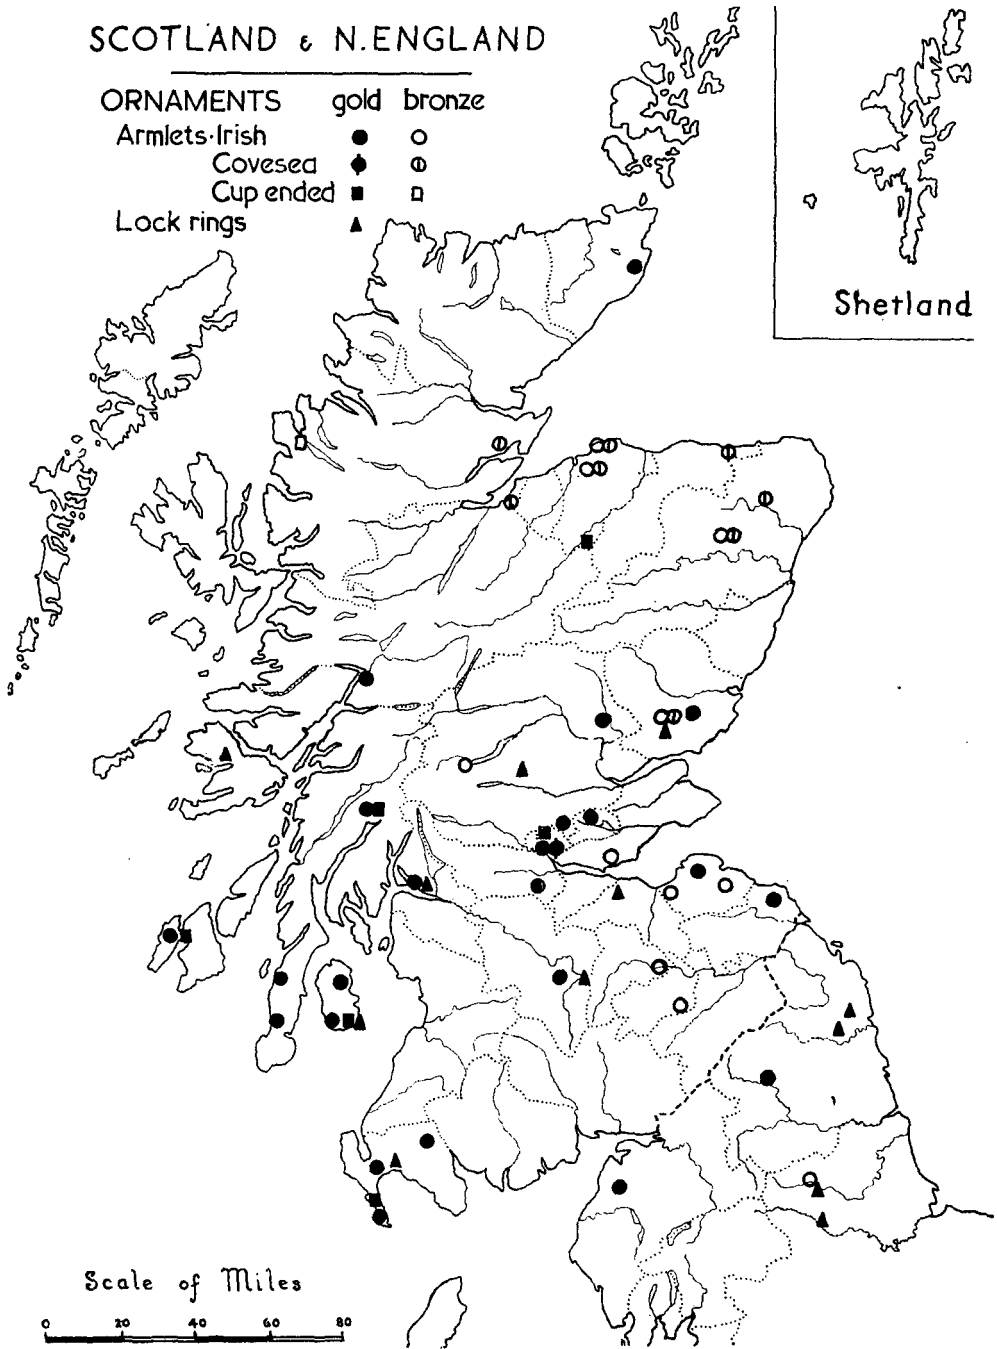 SCOTLAND & N.ENGLAND
ORNAMENTS gold bronze
Armlets·Irish
Covesea
Cup ended
Lock rings
Shetland
Scale of Miles
0 20 40 60 80